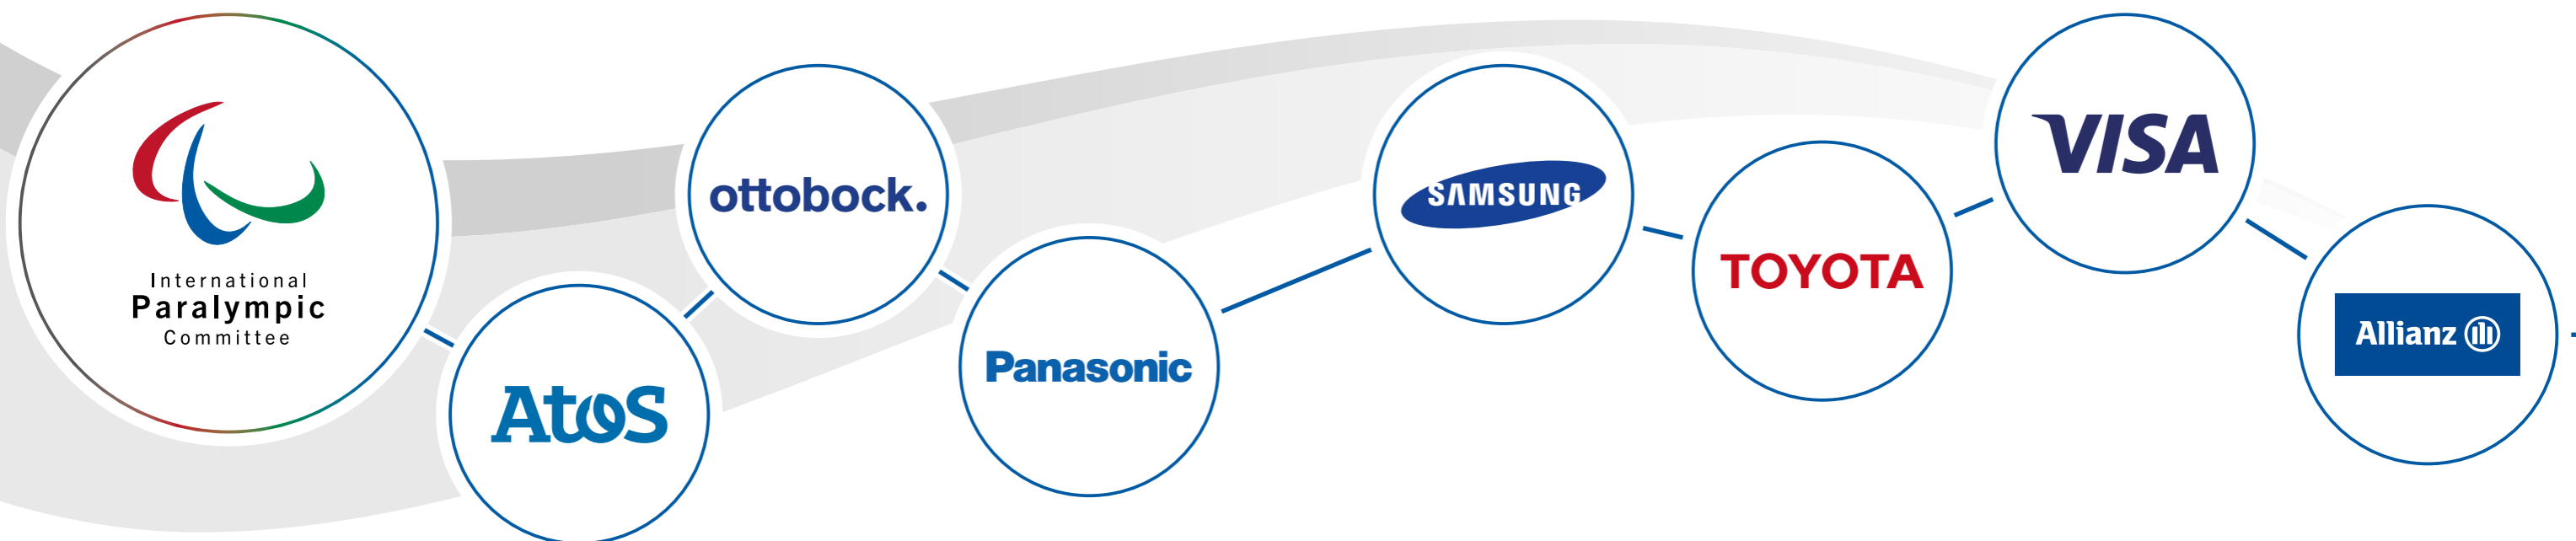 International
Paralympic
Committee
Atos
ottobock.
Panasonic
SAMSUNG
TOYOTA
VISA
Allianz